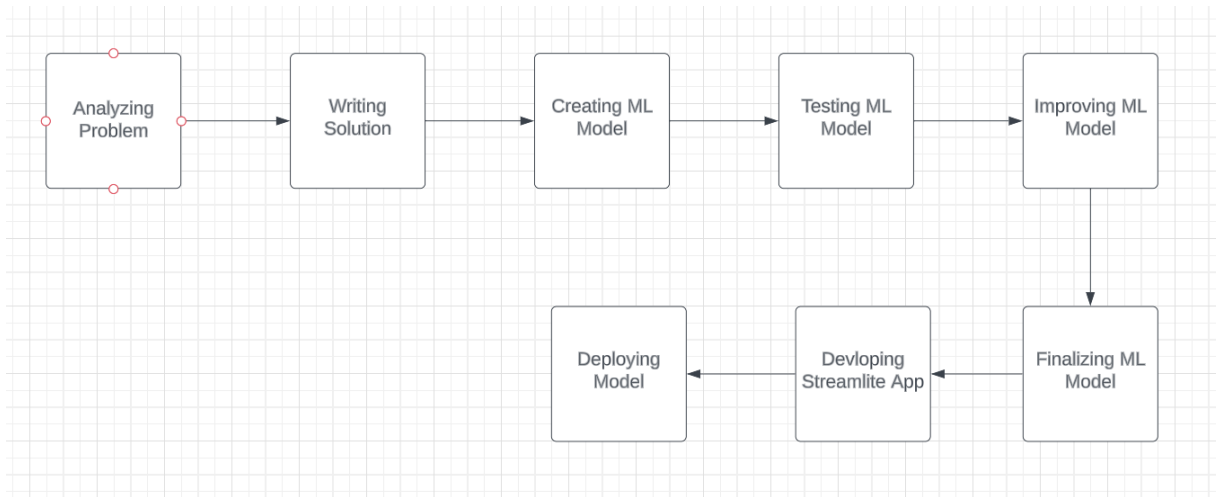 Analyzing
Problem
Writing
Solution
Creating ML
Model
Testing ML
Model
Improving ML
Model
Finalizing ML
Model
Devloping
Streamlite App
Deploying
Model